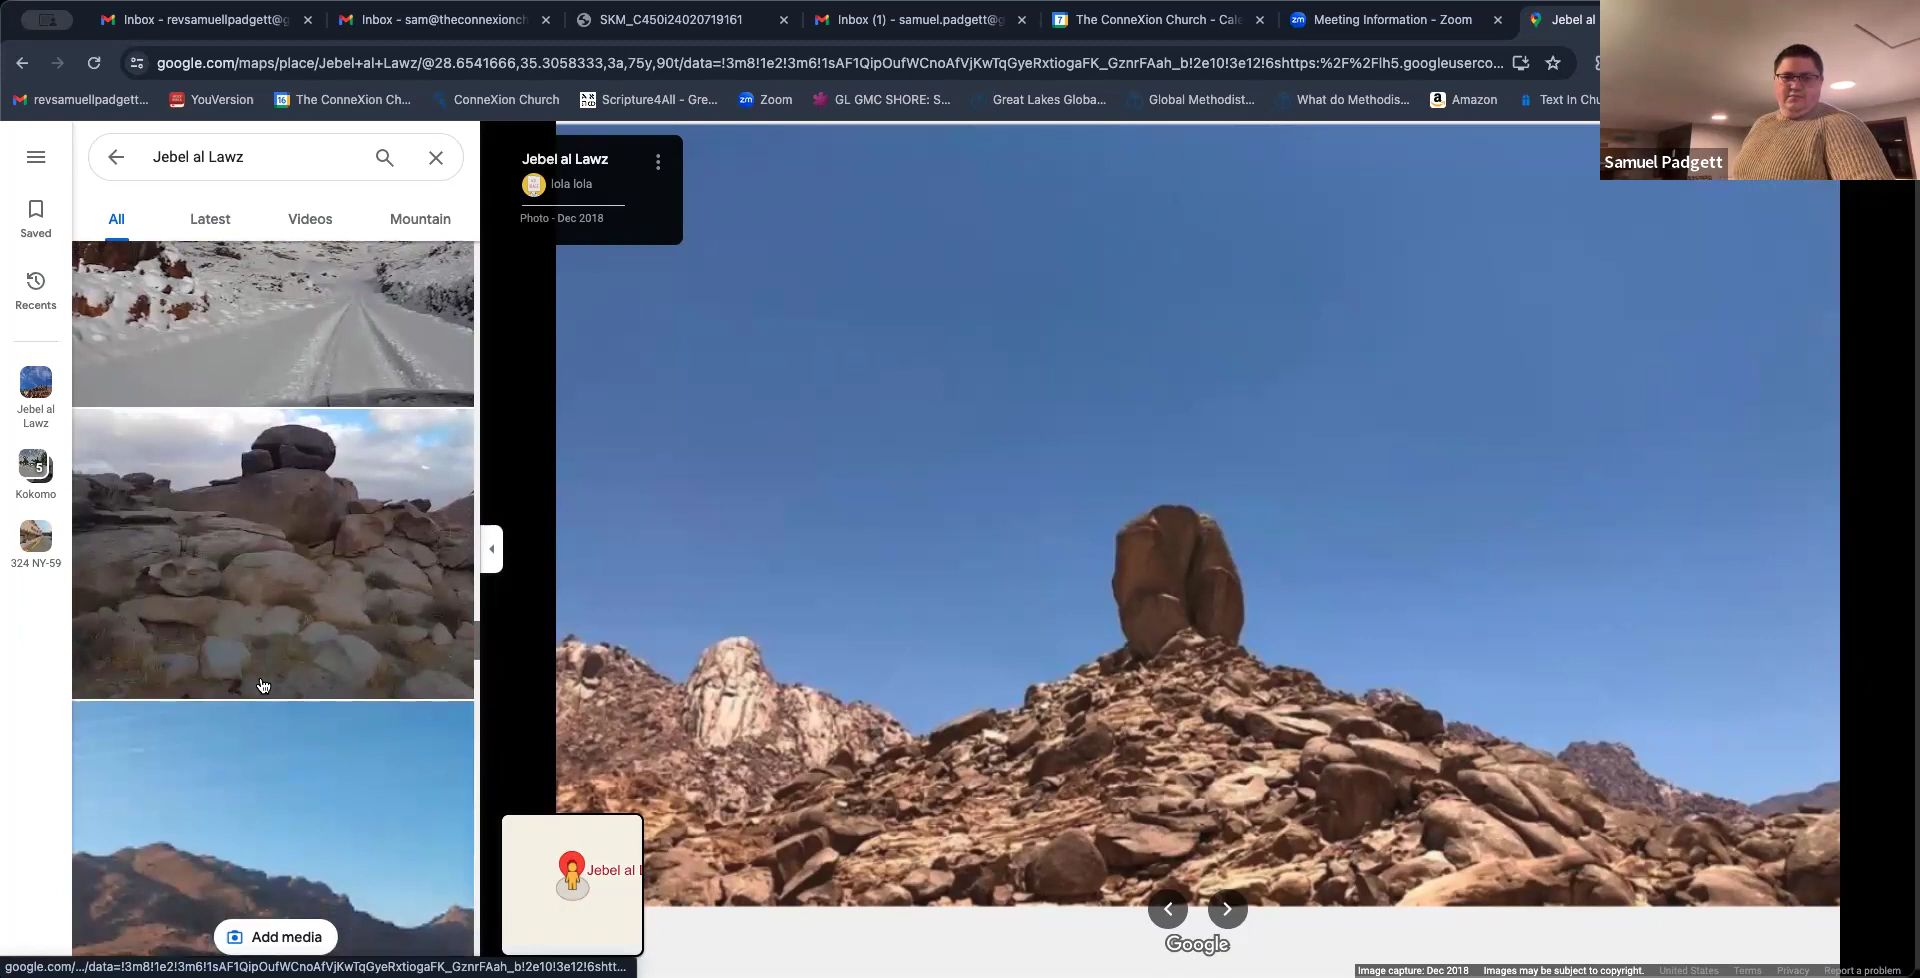 Inbox - revsamuellpadgett@g
Inbox - sam@theconnexionch
SKM_C450i24020719161
Inbox (1) - samuel.padgett@g
The ConneXion Church - Cale
Meeting Information - Zoom
Jebel al
google.com/maps/place/Jebel+al+Lawz/@28.6541666,35.3058333,3a,75y,90t/data=!3m8!1e2!3m6!1sAF1QipOufWCnoAfVjKwTqGyeRxtiogaFK_GznrFAah_b!2e10!3e12!6shttps:%2F%2Flh5.googleuserco...
revsamuellpadgett...
YouVersion
The ConneXion Ch...
ConneXion Church
Scripture4All - Gre...
Zoom
GL GMC SHORE: S...
Great Lakes Globa...
Global Methodist...
What do Methodis...
Amazon
Text In Chu
Samuel Padgett
Jebel al Lawz
All
Latest
Videos
Mountain
Saved
Recents
Jebel al
Lawz
5
Kokomo
324 NY-59
Jebel al Lawz
lola lola
Photo - Dec 2018
Add media
Jebel al L
Google
google.com/.../data=!3m8!1e2!3m6!1sAF1QipOufWCnoAfVjKwTqGyeRxtiogaFK_GznrFAah_b!2e10!3e12!6shtt...
Image capture: Dec 2018 Images may be subject to copyright. United States Terms Privacy Report a problem